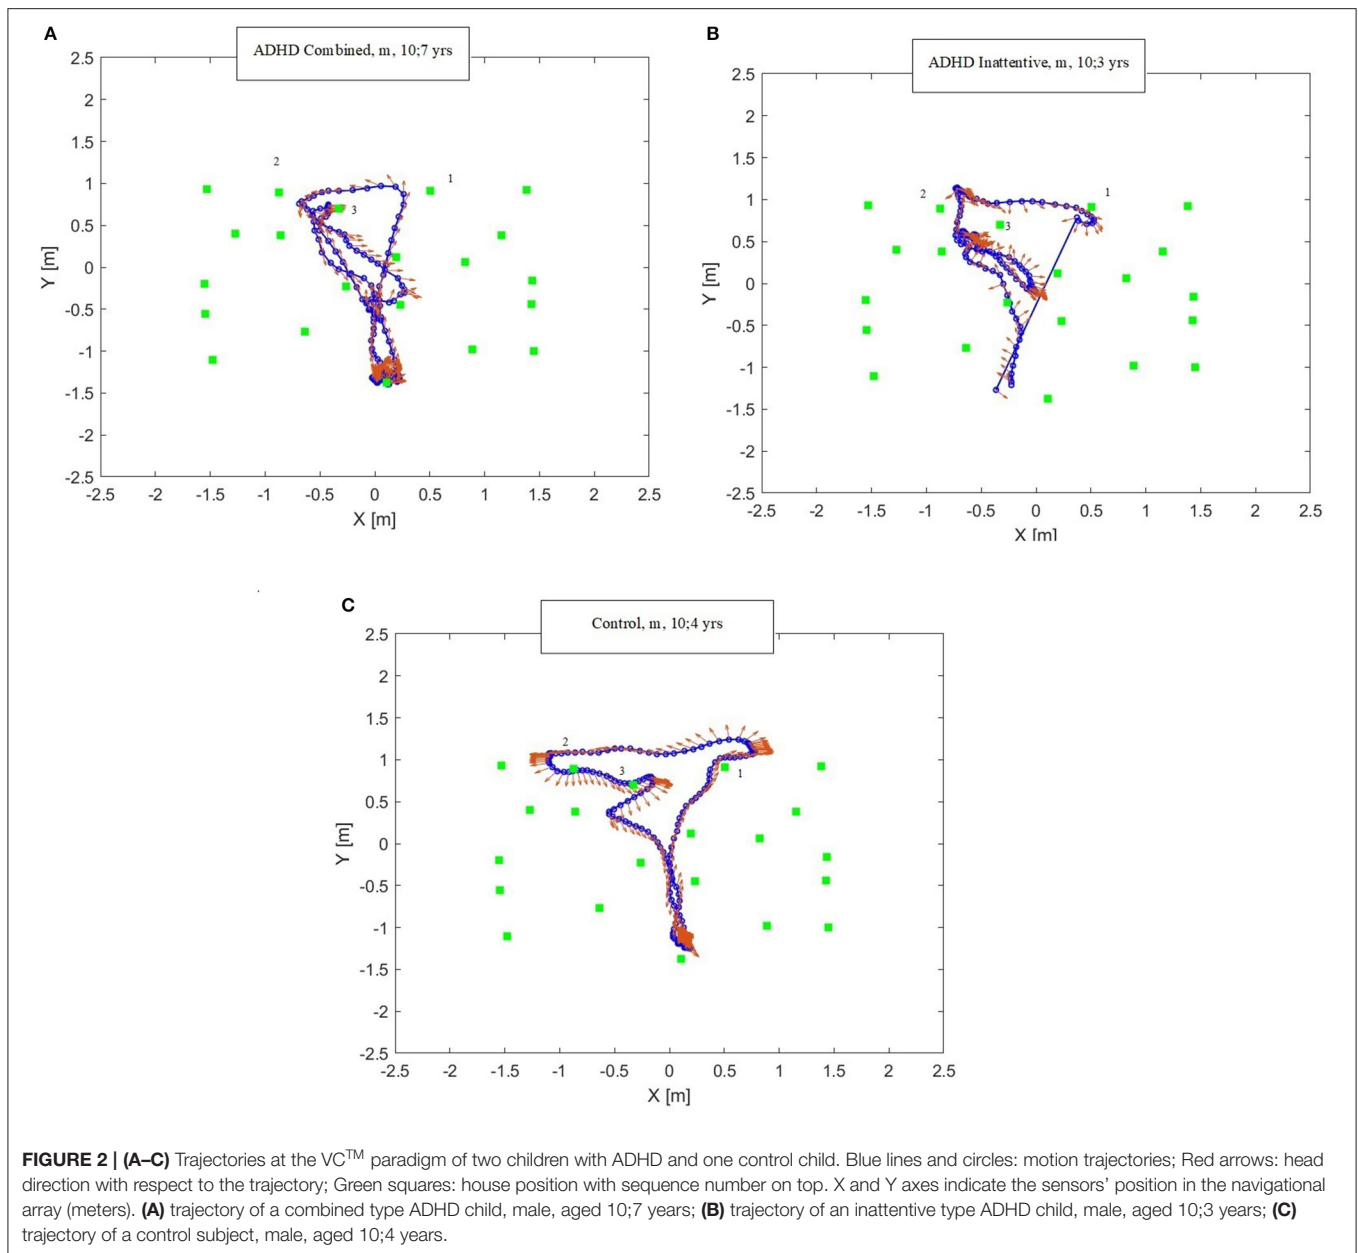 A
ADHD Combined, m, 10;7 yrs
2.5
2
1.5
1
0.5
0
-0.5
-1
-1.5
-2
-2.5
2
1
3
-2.5 -2 -1.5 -1 -0.5 0 0.5 1 1.5 2 2.5
X [m]
Y [m]
B
ADHD Inattentive, m, 10;3 yrs
2.5
2
1.5
1
0.5
0
-0.5
-1
-1.5
-2
-2.5
2
1
3
-2.5 -2 -1.5 -1 -0.5 0 0.5 1 1.5 2 2.5
X [m]
Y [m]
C
Control, m, 10;4 yrs
2.5
2
1.5
1
0.5
0
-0.5
-1
-1.5
-2
-2.5
2
3
1
-2.5 -2 -1.5 -1 -0.5 0 0.5 1 1.5 2 2.5
X [m]
Y [m]
FIGURE 2 | (A–C) Trajectories at the VC™ paradigm of two children with ADHD and one control child. Blue lines and circles: motion trajectories; Red arrows: head
direction with respect to the trajectory; Green squares: house position with sequence number on top. X and Y axes indicate the sensors' position in the navigational
array (meters). (A) trajectory of a combined type ADHD child, male, aged 10;7 years; (B) trajectory of an inattentive type ADHD child, male, aged 10;3 years; (C)
trajectory of a control subject, male, aged 10;4 years.